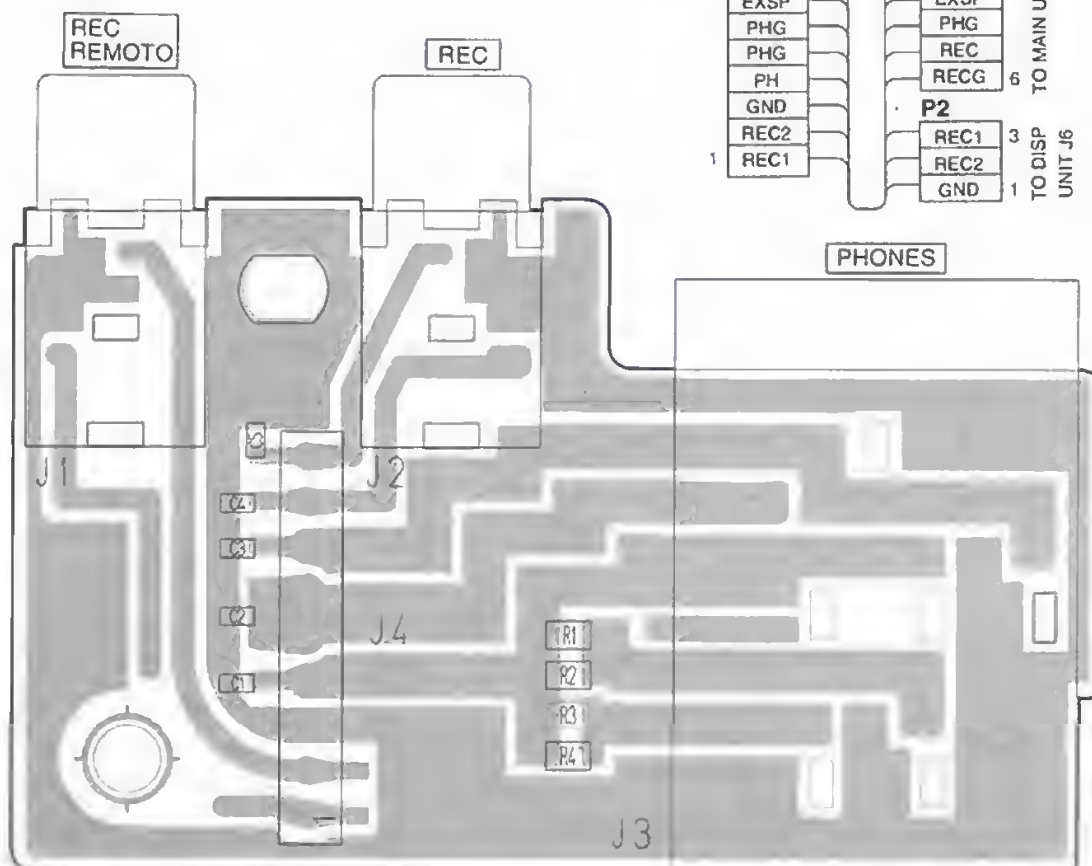 REC
REMOTO
REC
EXSP
PHG
PHG
PH
GND
REC2
1 REC1
EXSP
PHG
REC
RECG 6
TO MAIN U
P2
REC1 3
REC2
GND 1
TO DISP
UNIT J6
PHONES
J1
J2
C4
C3
C2
C1
J4
R1
R2
R3
R4
1
J3